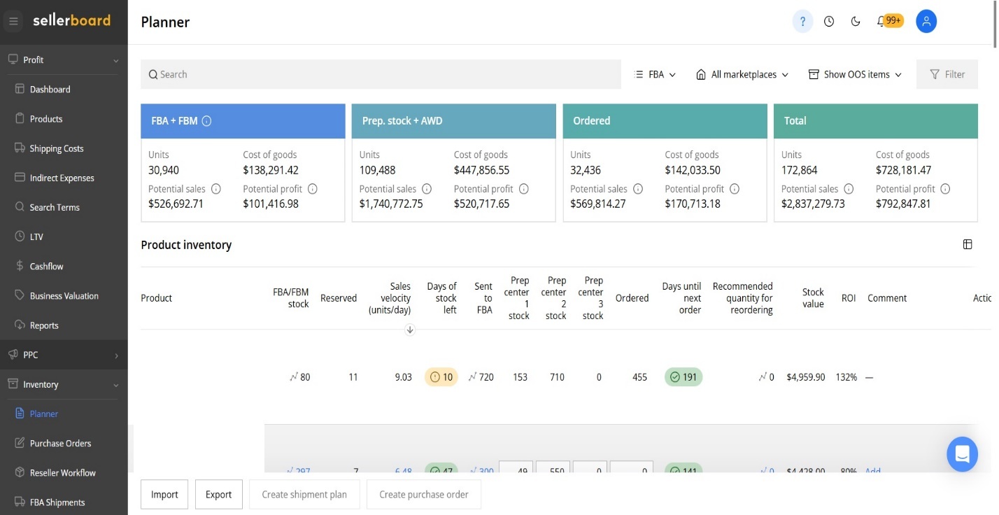 sellerboard
Planner
?
99+
Profit
Dashboard
Products
Shipping Costs
Indirect Expenses
Search Terms
LTV
Cashflow
Business Valuation
Reports
PPC
Inventory
Planner
Purchase Orders
Reseller Workflow
FBA Shipments
Search
FBA
All marketplaces
Show OOS items
Filter
FBA + FBM
Units
Cost of goods
30,940
$138,291.42
Potential sales
Potential profit
$526,692.71
$101,416.98
Prep. stock + AWD
Units
Cost of goods
109,488
$447,856.55
Potential sales
Potential profit
$1,740,772.75
$520,717.65
Ordered
Units
Cost of goods
32,436
$142,033.50
Potential sales
Potential profit
$569,814.27
$170,713.18
Total
Units
Cost of goods
172,864
$728,181.47
Potential sales
Potential profit
$2,837,279.73
$792,847.81
Product inventory
Product
FBA/FBM
stock
Reserved
Sales
velocity
(units/day)
Days of
stock
left
Sent
to
FBA
Prep
center
1
stock
Prep
center
2
stock
Prep
center
3
stock
Ordered
Days until
next
order
Recommended
quantity for
reordering
Stock
value
ROI
Comment
Actio
80 11 9.03 10 720 153 710 0 455 191 0 $4,959.90 132% —
297 7 6.48 47 300 49 550 0 0 141 0 $4,428.00 80% Add
Import
Export
Create shipment plan
Create purchase order